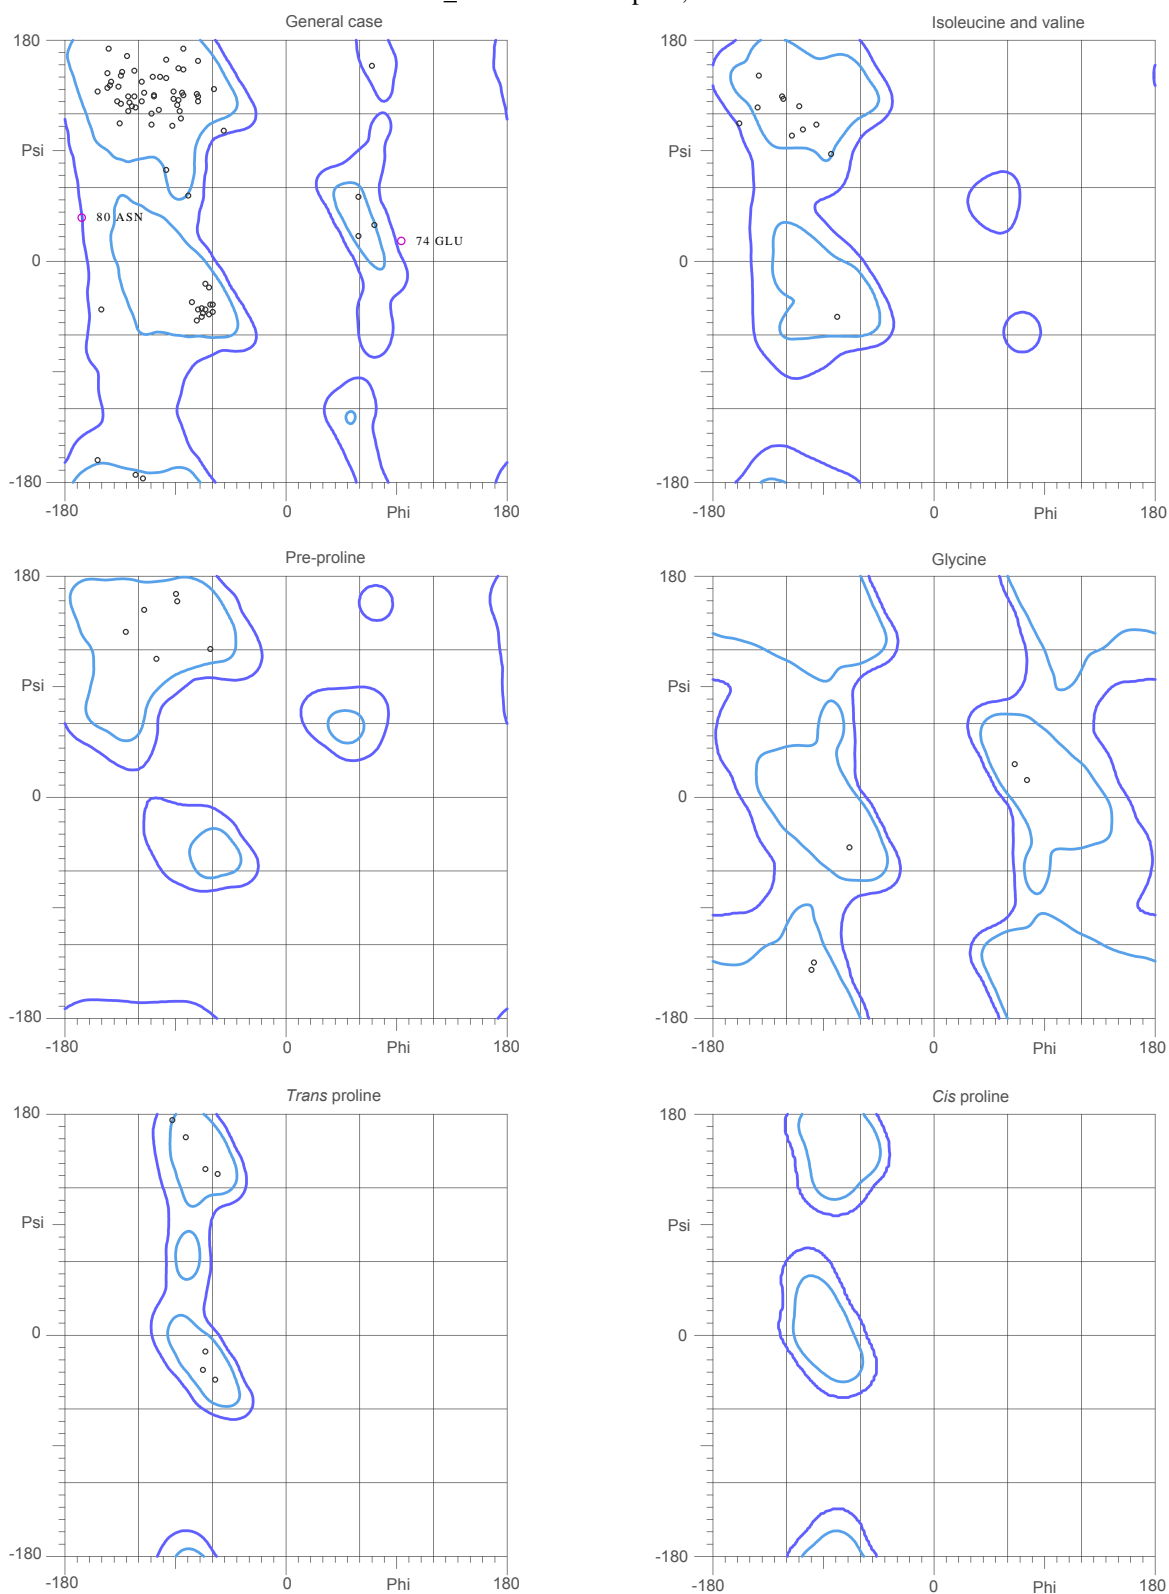 General case
Isoleucine and valine
180
180
Psi
Psi
80 ASN
74 GLU
0
0
-180
-180
-180
0
Phi
180
-180
0
Phi
180
Pre-proline
Glycine
180
180
Psi
Psi
0
0
-180
-180
-180
0
Phi
180
-180
0
Phi
180
Trans proline
Cis proline
180
180
Psi
Psi
0
0
-180
-180
-180
0
Phi
180
-180
0
Phi
180